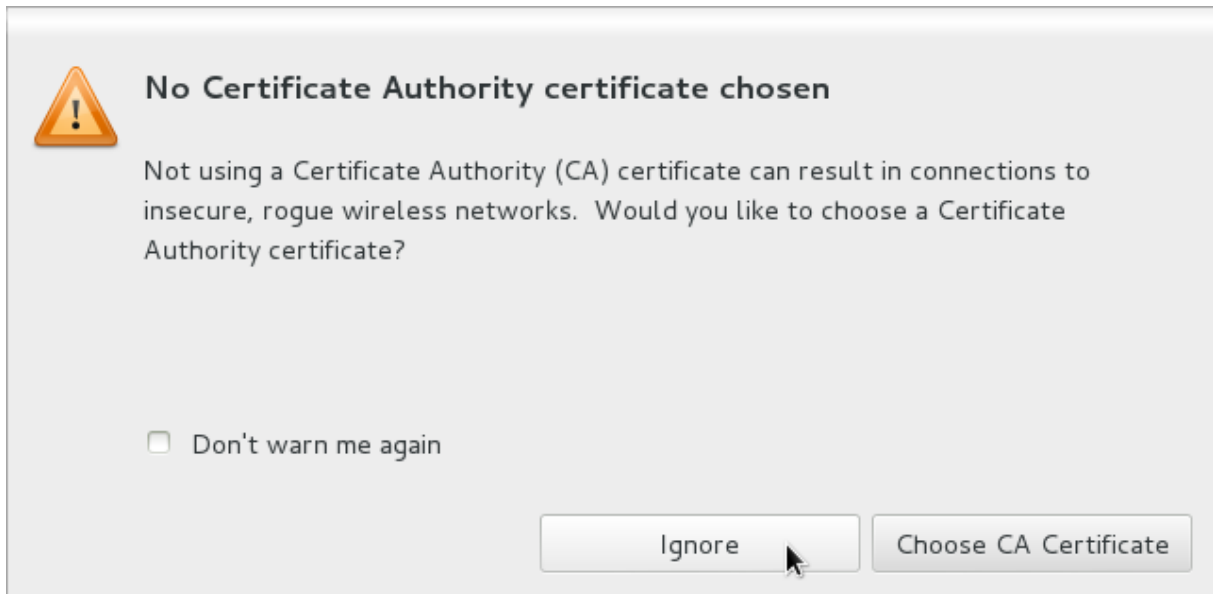 No Certificate Authority certificate chosen
Not using a Certificate Authority (CA) certificate can result in connections to
insecure, rogue wireless networks.  Would you like to choose a Certificate
Authority certificate?
Don't warn me again
Ignore
Choose CA Certificate